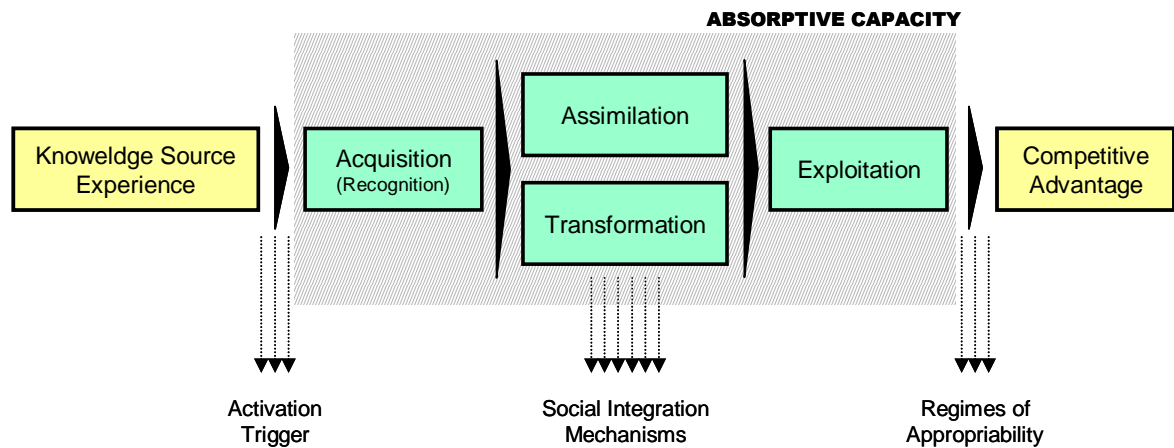 ABSORPTIVE CAPACITY
Knoweldge Source
Experience
Acquisition
(Recognition)
Assimilation
Transformation
Exploitation
Competitive
Advantage
Activation
Trigger
Social Integration
Mechanisms
Regimes of
Appropriability